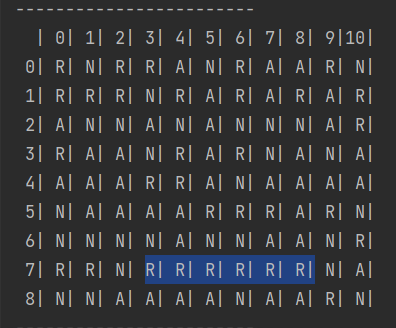 ------------------------
| 0| 1| 2| 3| 4| 5| 6| 7| 8| 9|10|
0| R| N| R| R| A| N| R| A| A| R| N|
1| R| R| R| N| R| A| R| A| R| A| A|
2| A| N| N| A| N| A| N| N| N| A| R|
3| R| A| A| N| R| A| R| N| A| N| A|
4| A| A| A| R| R| A| N| A| A| A| A|
5| N| A| A| A| A| R| R| R| A| R| N|
6| N| N| N| N| A| N| N| A| A| N| R|
7| R| R| N| R| R| R| R| R| R| N| A|
8| N| N| A| A| A| A| N| A| A| R| N|
------------------------